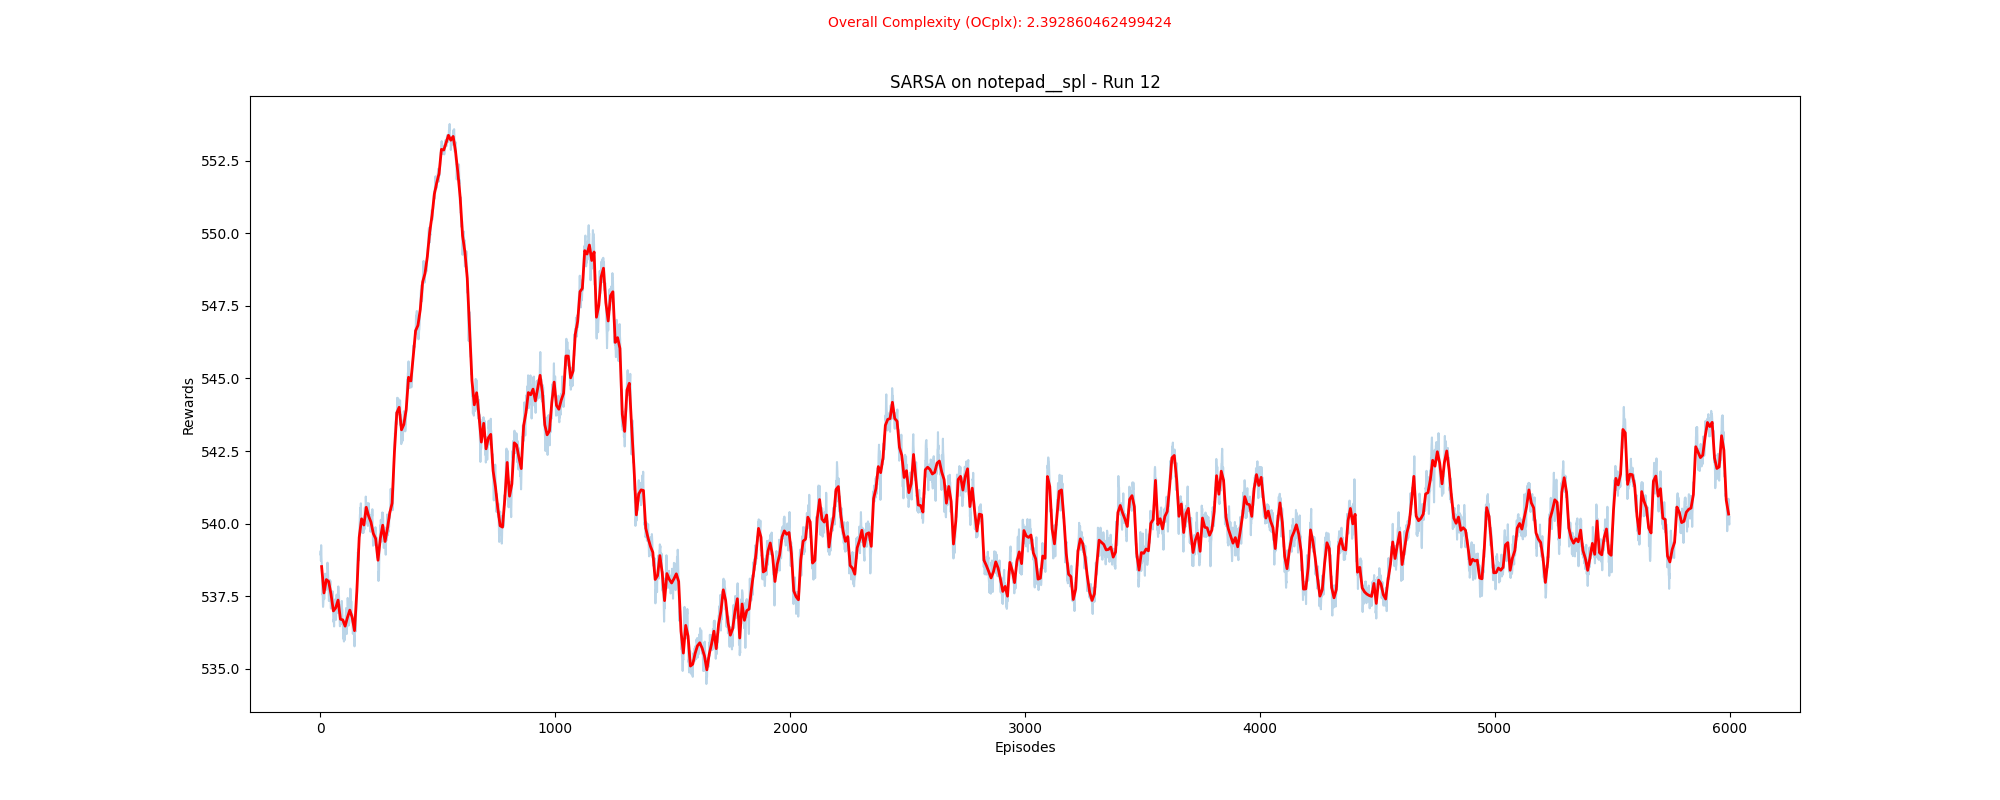 Overall Complexity (OCplx): 2.392860462499424
SARSA on notepad__spl - Run 12
552.5
550.0
547.5
545.0
542.5
540.0
537.5
535.0
Rewards
0 1000 2000 3000 4000 5000 6000
Episodes